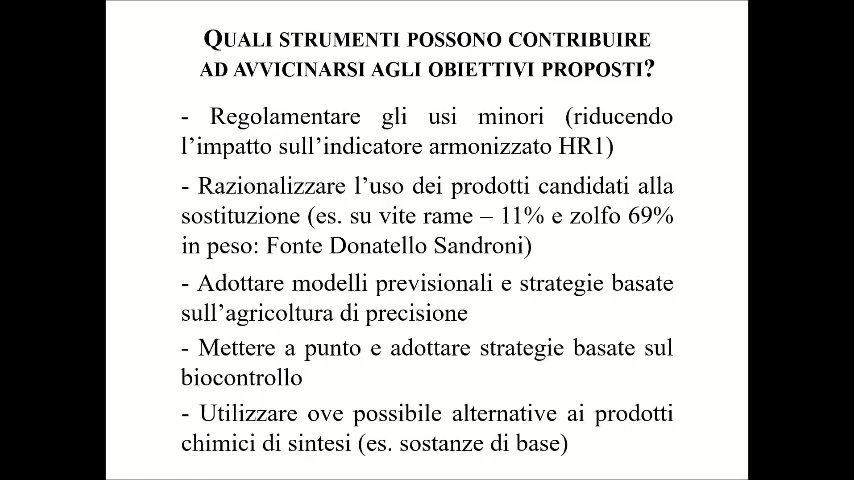 QUALI STRUMENTI POSSONO CONTRIBUIRE
AD AVVICINARSI AGLI OBIETTIVI PROPOSTI?
- Regolamentare gli usi minori (riducendo
l’impatto sull’indicatore armonizzato HR1)
- Razionalizzare l’uso dei prodotti candidati alla
sostituzione (es. su vite rame – 11% e zolfo 69%
in peso: Fonte Donatello Sandroni)
- Adottare modelli previsionali e strategie basate
sull’agricoltura di precisione
- Mettere a punto e adottare strategie basate sul
biocontrollo
- Utilizzare ove possibile alternative ai prodotti
chimici di sintesi (es. sostanze di base)